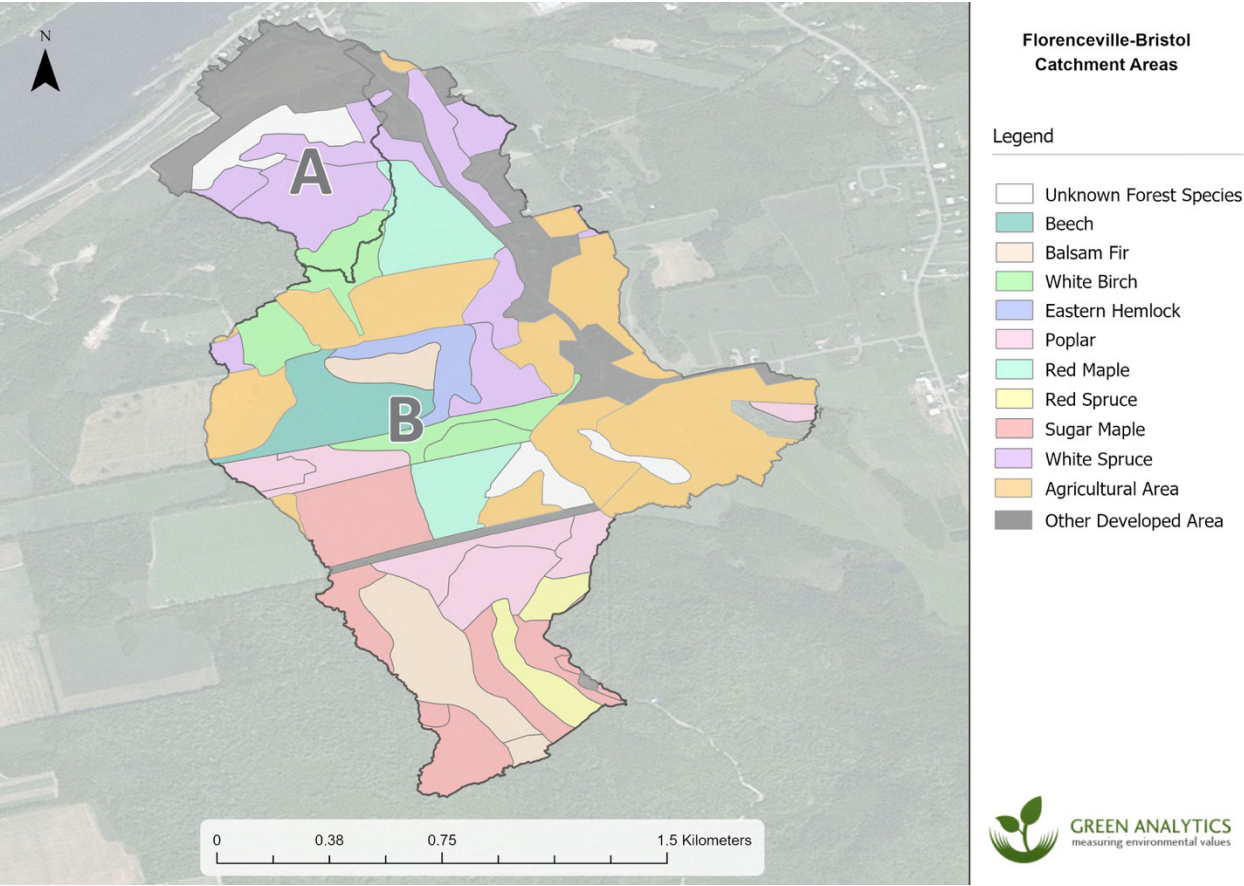 N
A
B
0
0.38
0.75
1.5 Kilometers
Florenceville-Bristol
Catchment Areas
Legend
Unknown Forest Species
Beech
Balsam Fir
White Birch
Eastern Hemlock
Poplar
Red Maple
Red Spruce
Sugar Maple
White Spruce
Agricultural Area
Other Developed Area
GREEN ANALYTICS
measuring environmental values